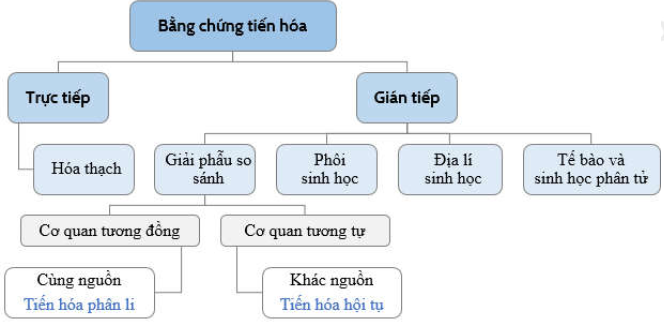 Bằng chứng tiến hóa
Trực tiếp
Gián tiếp
Hóa thạch
Giải phẫu so
sánh
Phôi
sinh học
Địa lí
sinh học
Tế bào và
sinh học phân tử
Cơ quan tương đồng
Cơ quan tương tự
Cùng nguồn
Tiến hóa phân li
Khác nguồn
Tiến hóa hội tụ